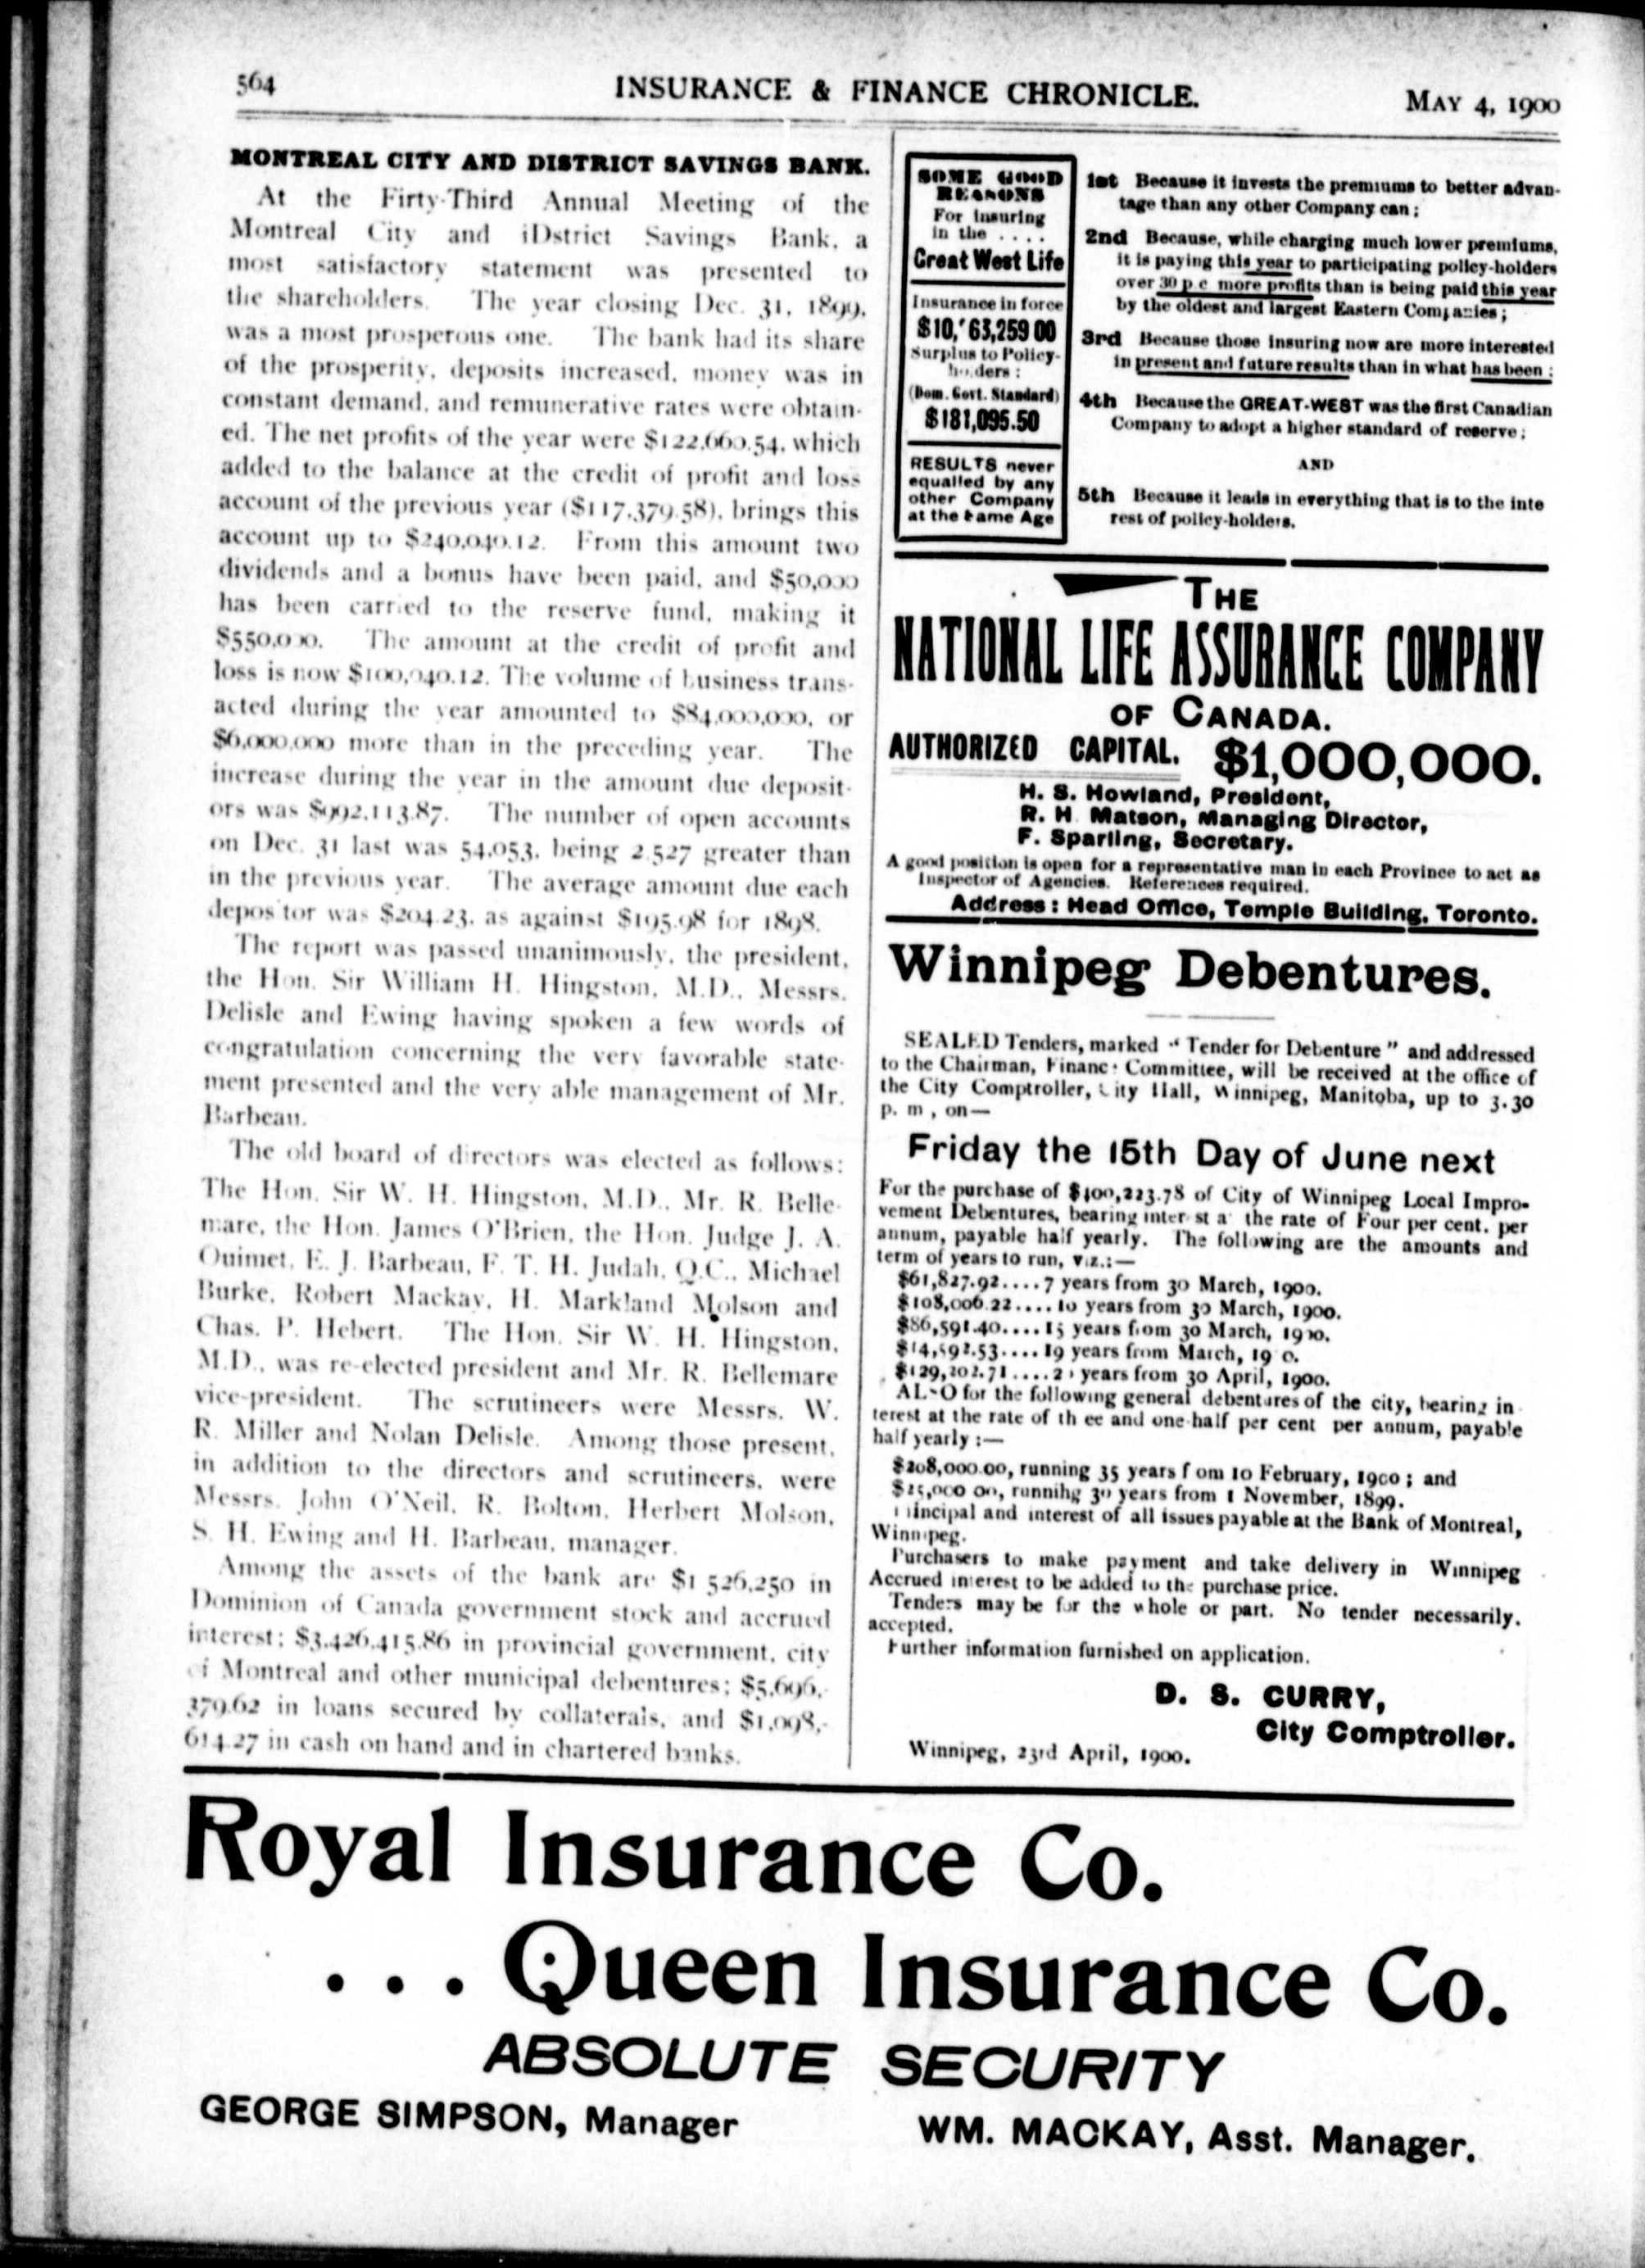 564
INSURANCE & FINANCE CHRONICLE.
MAY 4, 1900
MONTREAL CITY AND DISTRICT SAVINGS BANK.
At the Firty-Third Annual Meeting of the
Montreal City and iDstrict Savings Bank, a
most satisfactory statement was presented to
the shareholders. The year closing Dec. 31, 1899,
was a most prosperous one. The bank had its share
of the prosperity, deposits increased, money was in
constant demand, and remunerative rates were obtain-
ed. The net profits of the year were $122,660.54, which
added to the balance at the credit of profit and loss
account of the previous year ($117,379.58), brings this
account up to $240,040.12. From this amount two
dividends and a bonus have been paid, and $50,000
has been carried to the reserve fund, making it
$550,000. The amount at the credit of profit and
loss is now $100,040.12. The volume of business trans-
acted during the year amounted to $84,000,000, or
$6,000,000 more than in the preceding year. The
increase during the year in the amount due deposit-
ors was $992,113.87. The number of open accounts
on Dec. 31 last was 54,053, being 2,527 greater than
in the previous year. The average amount due each
depos tor was $204.23, as against $195.98 for 1898.
The report was passed unanimously, the president,
the Hon. Sir William H. Hingston, M.D., Messrs.
Delisle and Ewing having spoken a few words of
congratulation concerning the very favorable state-
ment presented and the very able management of Mr.
Barbeau.
The old board of directors was elected as follows:
The Hon. Sir W. H. Hingston, M.D., Mr. R. Belle-
mare, the Hon. James O'Brien, the Hon. Judge J. A.
Ouimet, E. J. Barbeau, F. T. H. Judah, Q.C., Michael
Burke, Robert Mackay, H. Markland Molson and
Chas. P. Hebert. The Hon. Sir W. H. Hingston,
M.D., was re-elected president and Mr. R. Bellemare
vice-president. The scrutineers were Messrs. W.
R. Miller and Nolan Delisle. Among those present,
in addition to the directors and scrutineers, were
Messrs. John O'Neil, R. Bolton, Herbert Molson,
S. H. Ewing and H. Barbeau, manager.
Among the assets of the bank are $1 526,250 in
Dominion of Canada government stock and accrued
interest; $3,426,415.86 in provincial government, city
of Montreal and other municipal debentures; $5,696,-
379.62 in loans secured by collaterals, and $1,098,-
614.27 in cash on hand and in chartered banks.
SOME GOOD
REASONS
For insuring
in the ....
Great West Life
Insurance in force
$10,'63,259 00
Surplus to Policy-
holders :
(Dom. Govt. Standard)
$181,095.50
RESULTS never
equalled by any
other Company
at the same Age
1st Because it invests the premiums to better advan-
tage than any other Company can ;
2nd Because, while charging much lower premiums,
it is paying this year to participating policy-holders
over 30 p c more profits than is being paid this year
by the oldest and largest Eastern Companies ;
3rd Because those insuring now are more interested
in present and future results than in what has been ;
4th Because the GREAT-WEST was the first Canadian
Company to adopt a higher standard of reserve ;
AND
5th Because it leads in everything that is to the inte
rest of policy-holders.
THE
NATIONAL LIFE ASSURANCE COMPANY
OF CANADA.
AUTHORIZED CAPITAL. $1,000,000.
H. S. Howland, President,
R. H Matson, Managing Director,
F. Sparling, Secretary.
A good position is open for a representative man in each Province to act as
Inspector of Agencies. References required.
Address : Head Office, Temple Building, Toronto.
Winnipeg Debentures.
SEALED Tenders, marked " Tender for Debenture " and addressed
to the Chairman, Finance Committee, will be received at the office of
the City Comptroller, City Hall, Winnipeg, Manitoba, up to 3.30
p. m , on—
Friday the 15th Day of June next
For the purchase of $400,223.78 of City of Winnipeg Local Impro-
vement Debentures, bearing inter st a the rate of Four per cent. per
annum, payable half yearly. The following are the amounts and
term of years to run, viz.:—
$61,827.92....7 years from 30 March, 1900.
$108,006.22....10 years from 30 March, 1900.
$86,591.40....15 years from 30 March, 1900.
$14,592.53....19 years from March, 19 0.
$129,202.71....2 years from 30 April, 1900.
ALSO for the following general debentures of the city, bearing in
terest at the rate of th ee and one-half per cent per annum, payable
half yearly :—
$208,000.00, running 35 years f om 10 February, 1900 ; and
$25,000 00, runnihg 30 years from 1 November, 1899.
Principal and interest of all issues payable at the Bank of Montreal,
Winnipeg.
Purchasers to make payment and take delivery in Winnipeg
Accrued interest to be added to the purchase price.
Tenders may be for the whole or part. No tender necessarily.
accepted.
Further information furnished on application.
D. S. CURRY,
City Comptroller.
Winnipeg, 23rd April, 1900.
Royal Insurance Co.
... Queen Insurance Co.
ABSOLUTE SECURITY
GEORGE SIMPSON, Manager
WM. MACKAY, Asst. Manager.